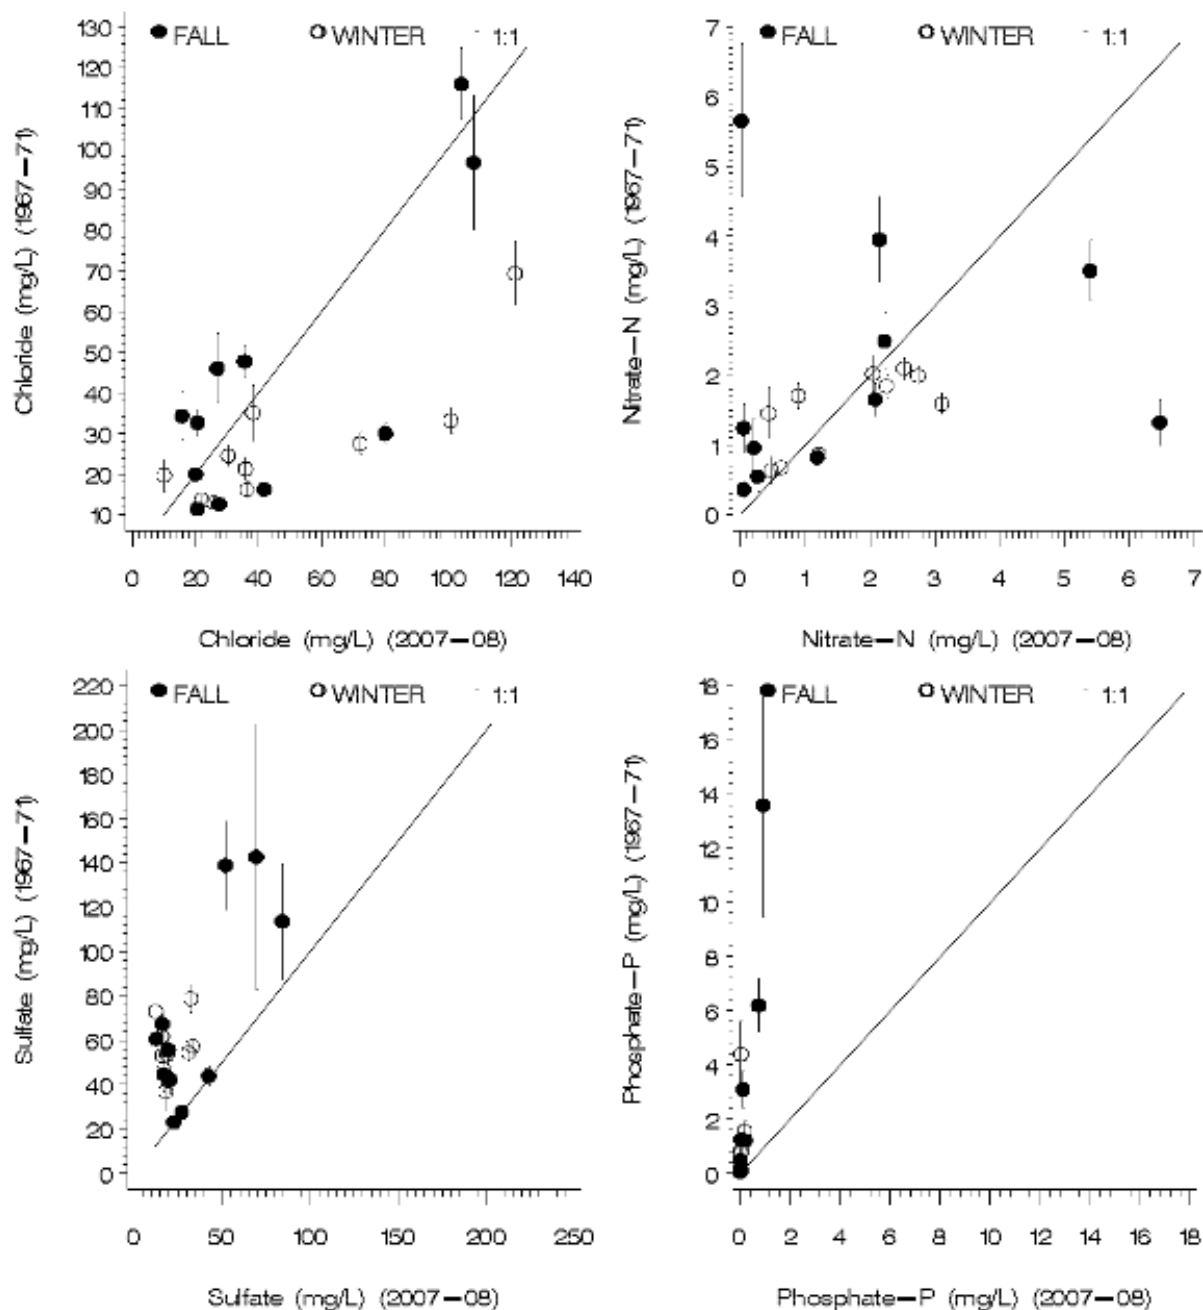 FALL WINTER 1:1
130
120
110
100
90
80
70
60
50
40
30
20
10
Chloride (mg/L) (1967—71)
0 20 40 60 80 100 120 140
Chloride (mg/L) (2007—08)
FALL WINTER 1:1
7
6
5
4
3
2
1
0
Nitrate—N (mg/L) (1967—71)
0 1 2 3 4 5 6 7
Nitrate—N (mg/L) (2007—08)
FALL WINTER 1:1
220
200
180
160
140
120
100
80
60
40
20
0
Sulfate (mg/L) (1967—71)
0 50 100 150 200 250
Sulfate (mg/L) (2007—08)
FALL WINTER 1:1
18
16
14
12
10
8
6
4
2
0
Phosphate—P (mg/L) (1967—71)
0 2 4 6 8 10 12 14 16 18
Phosphate—P (mg/L) (2007—08)